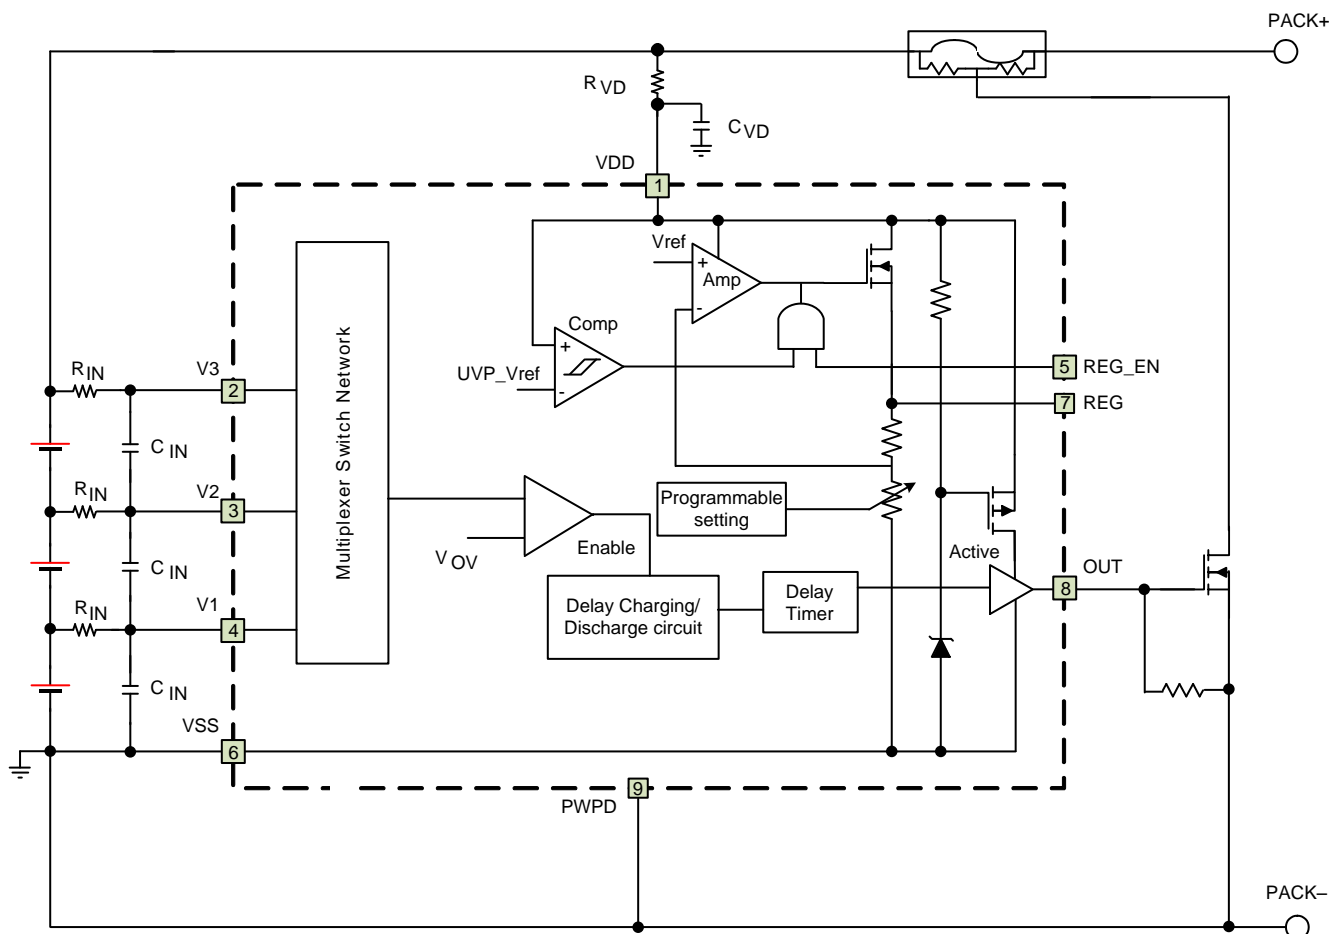 PACK+
R VD
C VD
VDD
1
Vref
+
Amp
-
Comp
+
UVP_Vref
-
Multiplexer Switch Network
R IN
V3
2
5
REG_EN
7
REG
C IN
R IN
V2
3
Programmable
setting
V OV
Enable
Active
C IN
R IN
V1
4
Delay Charging/
Discharge circuit
Delay
Timer
8
OUT
C IN
VSS
6
9
PWPD
PACK–